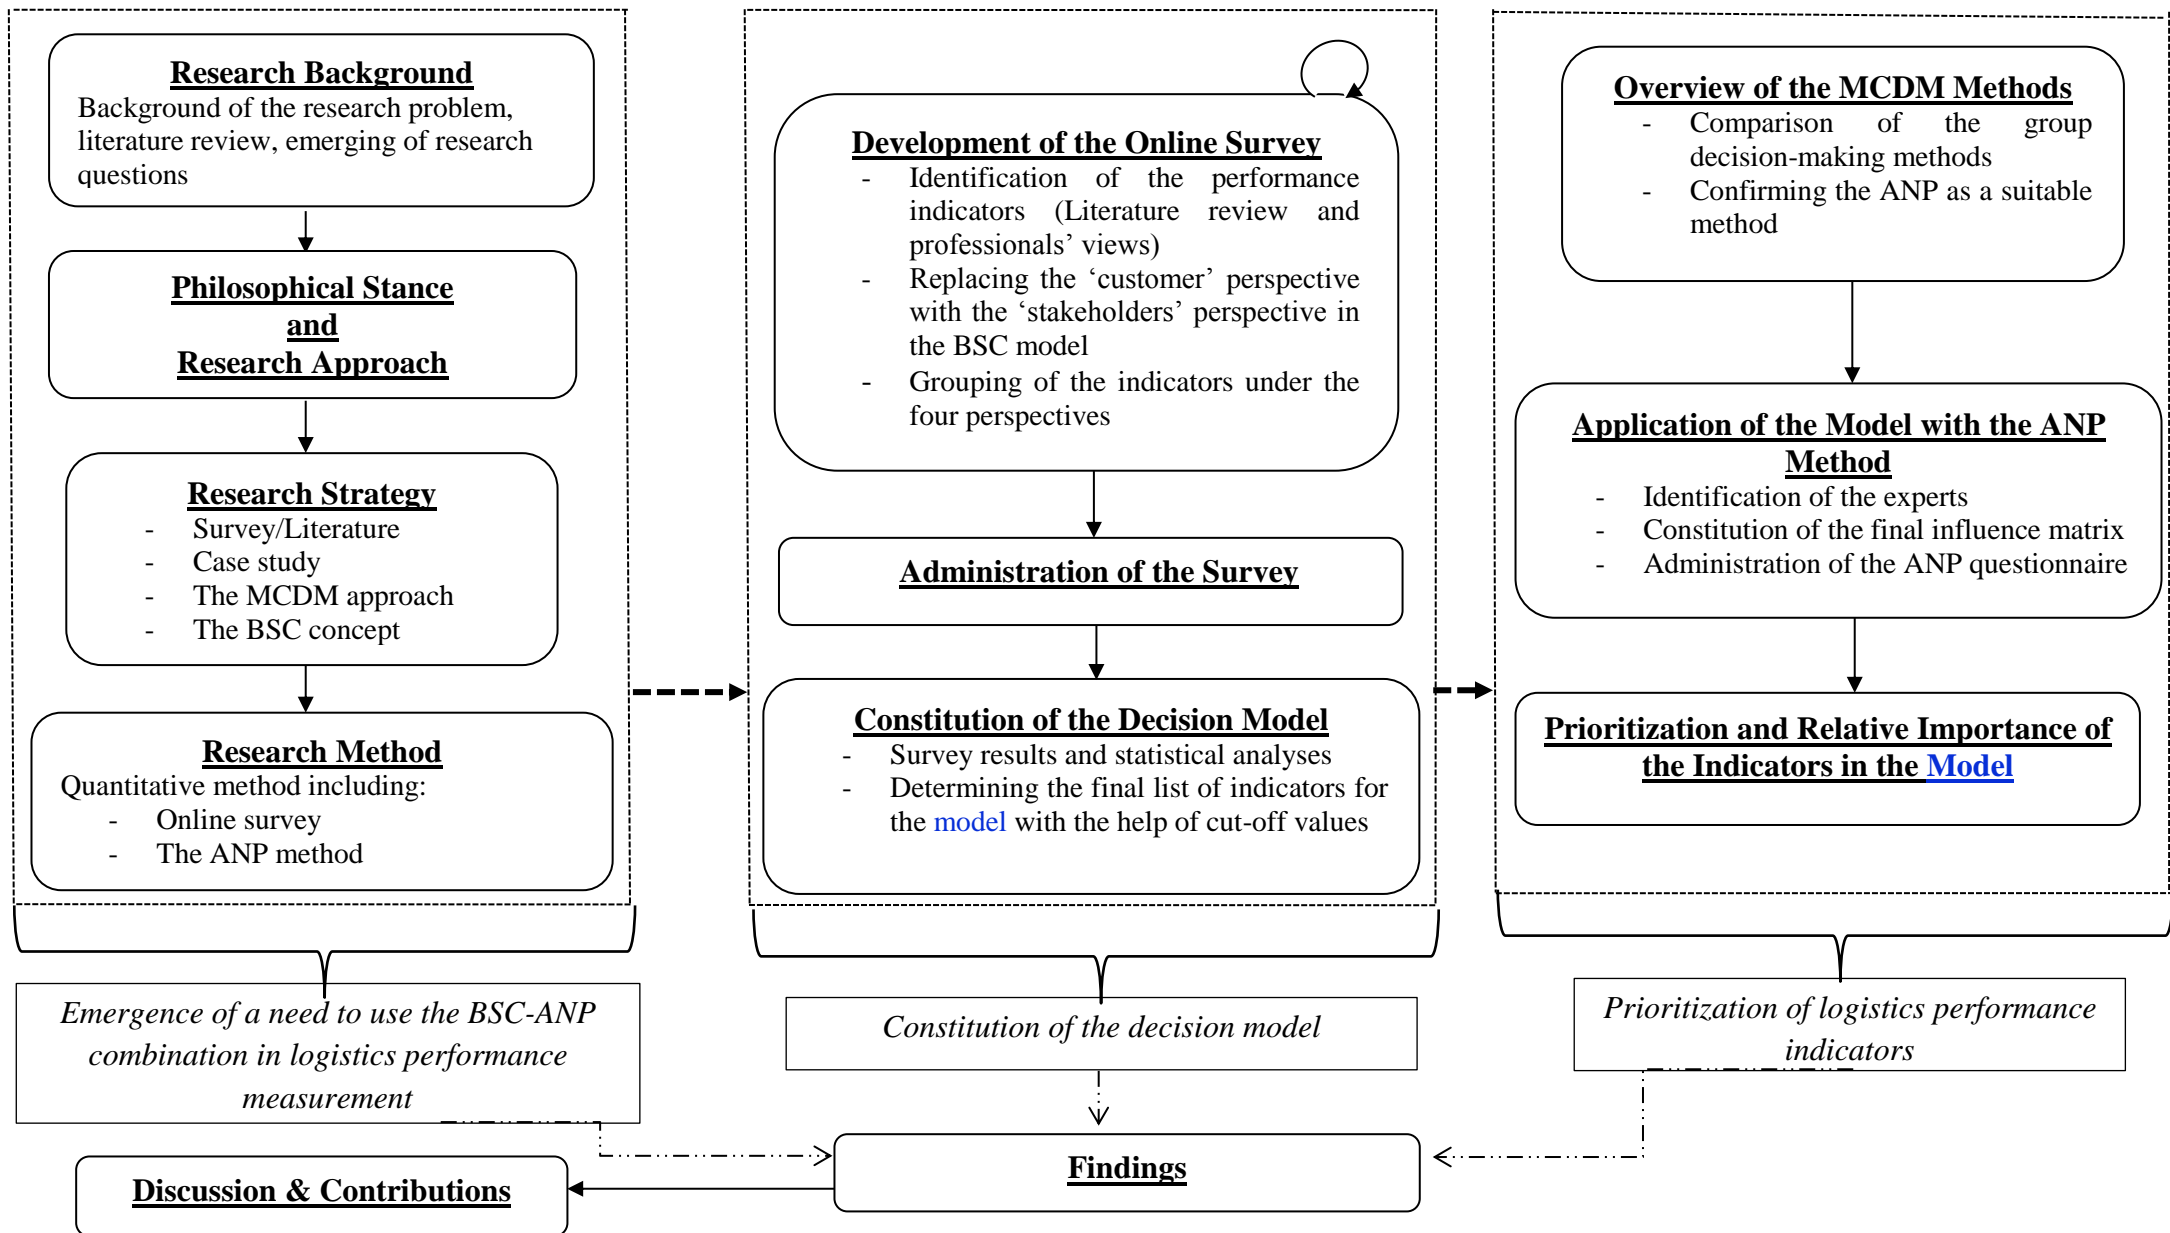 Research Background
Background of the research problem,
literature review, emerging of research
questions
Philosophical Stance
and
Research Approach
Research Strategy
- Survey/Literature
- Case study
- The MCDM approach
- The BSC concept
Research Method
Quantitative method including:
- Online survey
- The ANP method
Emergence of a need to use the BSC-ANP
combination in logistics performance
measurement
Development of the Online Survey
- Identification of the performance
indicators (Literature review and
professionals’ views)
- Replacing the ‘customer’ perspective
with the ‘stakeholders’ perspective in
the BSC model
- Grouping of the indicators under the
four perspectives
Administration of the Survey
Constitution of the Decision Model
- Survey results and statistical analyses
- Determining the final list of indicators for
the model with the help of cut-off values
Constitution of the decision model
Overview of the MCDM Methods
- Comparison of the group
decision-making methods
- Confirming the ANP as a suitable
method
Application of the Model with the ANP
Method
- Identification of the experts
- Constitution of the final influence matrix
- Administration of the ANP questionnaire
Prioritization and Relative Importance of
the Indicators in the Model
Prioritization of logistics performance
indicators
Findings
Discussion & Contributions